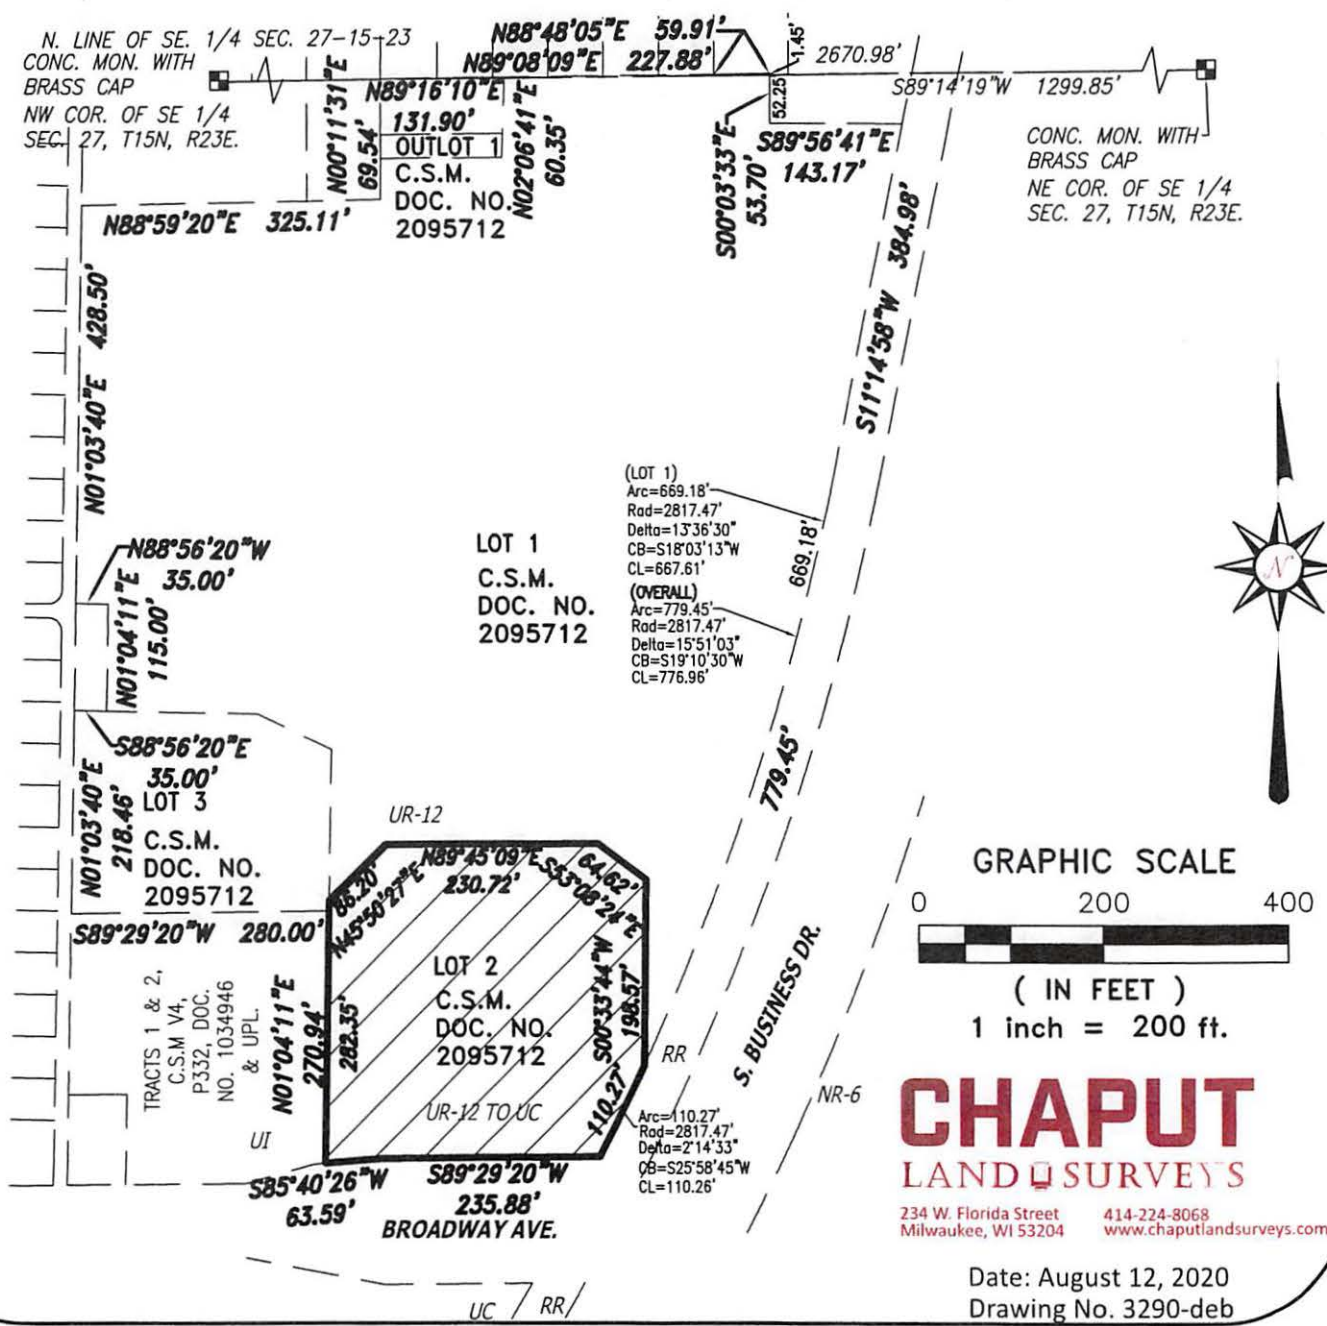 N. LINE OF SE. 1/4 SEC. 27-15-23
CONC. MON. WITH
BRASS CAP
NW COR. OF SE 1/4
SEC. 27, T15N, R23E.
N88°48'05"E 59.91'
N89°08'09"E 227.88'
1.45'
2670.98'
S89°14'19"W 1299.85'
CONC. MON. WITH
BRASS CAP
NE COR. OF SE 1/4
SEC. 27, T15N, R23E.
N00°11'31"E
69.54'
N89°16'10"E
131.90'
OUTLOT 1
C.S.M.
DOC. NO.
2095712
N02°06'41"E
60.35'
52.25'
S00°03'33"E
53.70'
S89°56'41"E
143.17'
N88°59'20"E 325.11'
N01°03'40"E 428.50'
S11°14'58"W 384.98'
N88°56'20"W
35.00'
N01°04'11"E
115.00'
LOT 1
C.S.M.
DOC. NO.
2095712
(LOT 1)
Arc=669.18'
Rad=2817.47'
Delta=13°36'30"
CB=S18°03'13"W
CL=667.61'
(OVERALL)
Arc=779.45'
Rad=2817.47'
Delta=15°51'03"
CB=S19°10'30"W
CL=776.96'
669.18'
779.45'
N
S88°56'20"E
35.00'
N01°03'40"E
218.46'
LOT 3
C.S.M.
DOC. NO.
2095712
S89°29'20"W 280.00'
UR-12
86.20'
N45°50'27"E
N89°45'09"E
230.72'
64.62'
S53°08'24"E
LOT 2
C.S.M.
DOC. NO.
2095712
UR-12 TO UC
S00°33'44"W
198.57'
110.27'
TRACTS 1 & 2,
C.S.M V4,
P332, DOC.
NO. 1034946
& UPL.
N01°04'11"E
270.94'
282.35'
UI
RR
S. BUSINESS DR.
NR-6
Arc=110.27'
Rad=2817.47'
Delta=2°14'33"
CB=S25°58'45"W
CL=110.26'
S85°40'26"W
63.59'
S89°29'20"W
235.88'
BROADWAY AVE.
UC
RR
GRAPHIC SCALE
0 200 400
( IN FEET )
1 inch = 200 ft.
CHAPUT
LAND SURVEYS
234 W. Florida Street
Milwaukee, WI 53204
414-224-8068
www.chaputlandsurveys.com
Date: August 12, 2020
Drawing No. 3290-deb